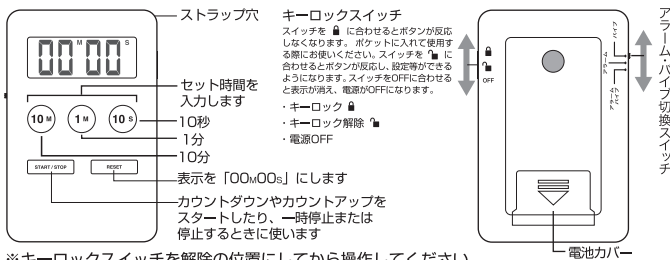 ストラップ穴
00M00S
セット時間を
入力します
10 M
1 M
10 S
10秒
1分
10分
START / STOP
RESET
表示を「00M00S」にします
カウントダウンやカウントアップを
スタートしたり、一時停止または
停止するときに使います
キーロックスイッチ
スイッチを 🔒 に合わせるとボタンが反応
しなくなります。 ポケットに入れて使用す
る際にお使いください。スイッチを 🔓 に
合わせるとボタンが反応し、設定等ができる
ようになります。スイッチをOFFに合わせる
と表示が消え、電源がOFFになります。
・キーロック 🔒
・キーロック解除 🔓
・電源OFF
OFF
バイブ
アラーム
アラーム
バイブ
アラーム・バイブ切換スイッチ
電池カバー
※キーロックスイッチを解除の位置にしてから操作してください